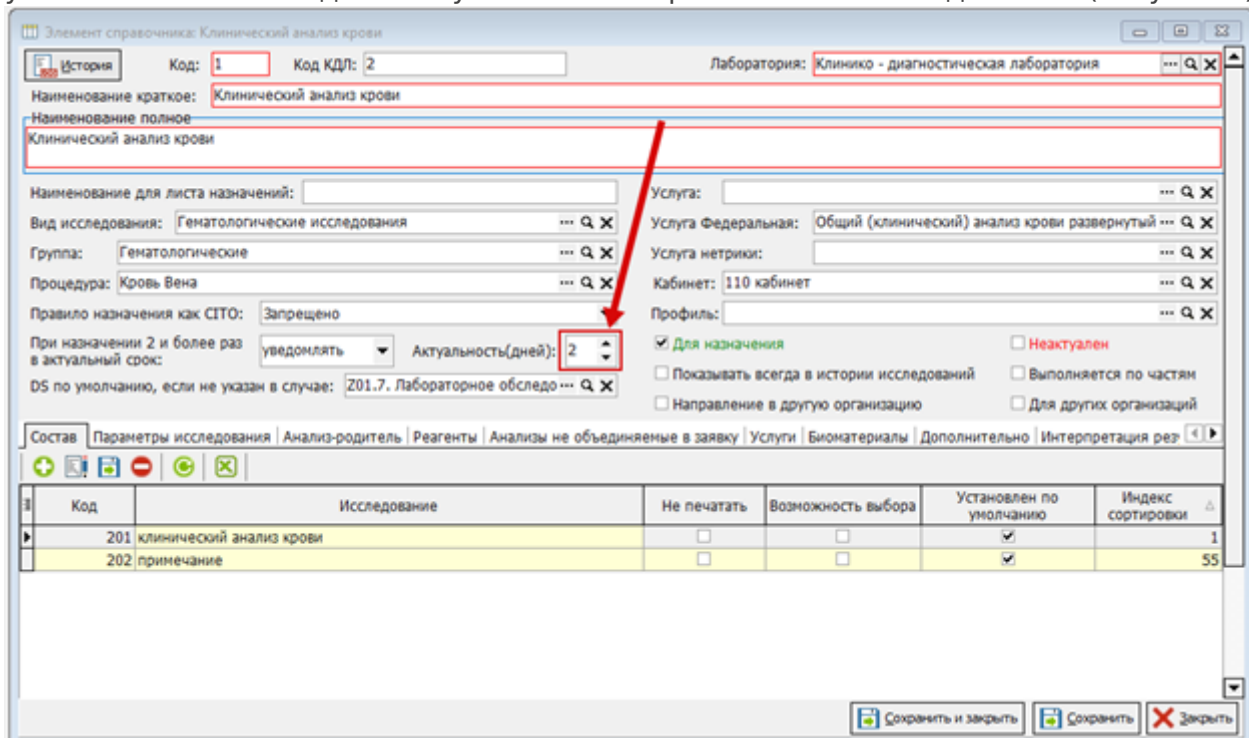 Элемент справочника: Клинический анализ крови
История Код: 1 Код КДЛ: 2 Лаборатория: Клинико - диагностическая лаборатория
Наименование краткое: Клинический анализ крови
Наименование полное
Клинический анализ крови
Наименование для листа назначений: Услуга:
Вид исследования: Гематологические исследования Услуга Федеральная: Общий (клинический) анализ крови развернутый
Группа: Гематологические Услуга нетрики:
Процедура: Кровь Вена Кабинет: 110 кабинет
Правило назначения как CITO: Запрещено Профиль:
При назначении 2 и более раз в актуальный срок: уведомлять Актуальность(дней): 2 Для назначения Неактуален
Показывать всегда в истории исследований Выполняется по частям
DS по умолчанию, если не указан в случае: Z01.7. Лабораторное обследо
Направление в другую организацию Для других организаций
Состав Параметры исследования Анализ-родитель Реагенты Анализы не объединяемые в заявку Услуги Биоматериалы Дополнительно Интерпретация рез
Код Исследование Не печатать Возможность выбора Установлен по умолчанию Индекс сортировки
201 клинический анализ крови 1
202 примечание 55
Сохранить и закрыть Сохранить Закрыть